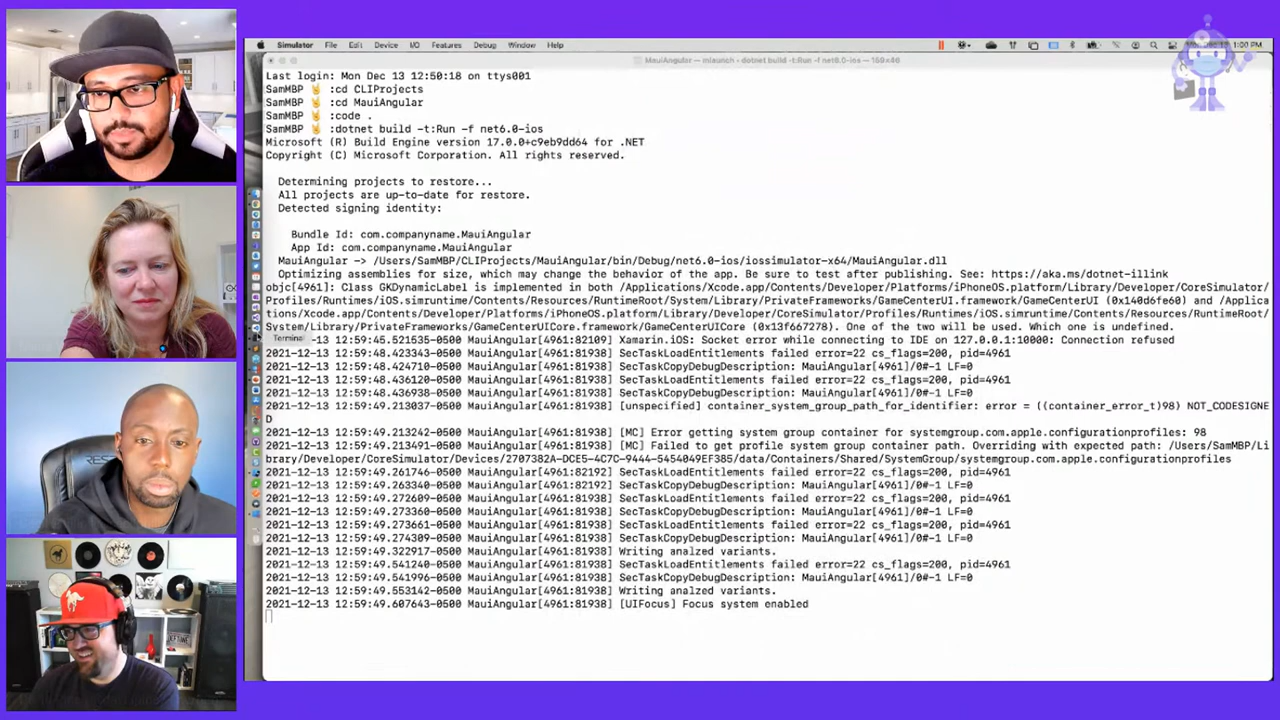 Simulator File Edit Device I/O Features Debug Window Help 1:00 PM
MauiAngular — mlaunch ◂ dotnet build -t:Run -f net6.0-ios — 150×46
Last login: Mon Dec 13 12:50:18 on ttys001
SamMBP 🤘 :cd CLIProjects
SamMBP 🤘 :cd MauiAngular
SamMBP 🤘 :code .
SamMBP 🤘 :dotnet build -t:Run -f net6.0-ios
Microsoft (R) Build Engine version 17.0.0+c9eb9dd64 for .NET
Copyright (C) Microsoft Corporation. All rights reserved.
Determining projects to restore...
All projects are up-to-date for restore.
Detected signing identity:
Bundle Id: com.companyname.MauiAngular
App Id: com.companyname.MauiAngular
MauiAngular -> /Users/SamMBP/CLIProjects/MauiAngular/bin/Debug/net6.0-ios/iossimulator-x64/MauiAngular.dll
Optimizing assemblies for size, which may change the behavior of the app. Be sure to test after publishing. See: https://aka.ms/dotnet-illink
objc[4961]: Class GKDynamicLabel is implemented in both /Applications/Xcode.app/Contents/Developer/Platforms/iPhoneOS.platform/Library/Developer/CoreSimulator/
Profiles/Runtimes/iOS.simruntime/Contents/Resources/RuntimeRoot/System/Library/PrivateFrameworks/GameCenterUI.framework/GameCenterUI (0x140d6fe60) and /Applica
tions/Xcode.app/Contents/Developer/Platforms/iPhoneOS.platform/Library/Developer/CoreSimulator/Profiles/Runtimes/iOS.simruntime/Contents/Resources/RuntimeRoot/
System/Library/PrivateFrameworks/GameCenterUICore.framework/GameCenterUICore (0x13f667278). One of the two will be used. Which one is undefined.
Terminal
-13 12:59:45.521535-0500 MauiAngular[4961:82109] Xamarin.iOS: Socket error while connecting to IDE on 127.0.0.1:10000: Connection refused
2021-12-13 12:59:48.423343-0500 MauiAngular[4961:81938] SecTaskLoadEntitlements failed error=22 cs_flags=200, pid=4961
2021-12-13 12:59:48.424710-0500 MauiAngular[4961:81938] SecTaskCopyDebugDescription: MauiAngular[4961]/0#-1 LF=0
2021-12-13 12:59:48.436120-0500 MauiAngular[4961:81938] SecTaskLoadEntitlements failed error=22 cs_flags=200, pid=4961
2021-12-13 12:59:48.436938-0500 MauiAngular[4961:81938] SecTaskCopyDebugDescription: MauiAngular[4961]/0#-1 LF=0
2021-12-13 12:59:49.213037-0500 MauiAngular[4961:81938] [unspecified] container_system_group_path_for_identifier: error = ((container_error_t)98) NOT_CODESIGNE
D
2021-12-13 12:59:49.213242-0500 MauiAngular[4961:81938] [MC] Error getting system group container for systemgroup.com.apple.configurationprofiles: 98
2021-12-13 12:59:49.213491-0500 MauiAngular[4961:81938] [MC] Failed to get profile system group container path. Overriding with expected path: /Users/SamMBP/Li
brary/Developer/CoreSimulator/Devices/2707382A-DCE5-4C7C-9444-5454049EF385/data/Containers/Shared/SystemGroup/systemgroup.com.apple.configurationprofiles
2021-12-13 12:59:49.261746-0500 MauiAngular[4961:82192] SecTaskLoadEntitlements failed error=22 cs_flags=200, pid=4961
2021-12-13 12:59:49.263340-0500 MauiAngular[4961:82192] SecTaskCopyDebugDescription: MauiAngular[4961]/0#-1 LF=0
2021-12-13 12:59:49.272609-0500 MauiAngular[4961:81938] SecTaskLoadEntitlements failed error=22 cs_flags=200, pid=4961
2021-12-13 12:59:49.273360-0500 MauiAngular[4961:81938] SecTaskCopyDebugDescription: MauiAngular[4961]/0#-1 LF=0
2021-12-13 12:59:49.273661-0500 MauiAngular[4961:81938] SecTaskLoadEntitlements failed error=22 cs_flags=200, pid=4961
2021-12-13 12:59:49.274309-0500 MauiAngular[4961:81938] SecTaskCopyDebugDescription: MauiAngular[4961]/0#-1 LF=0
2021-12-13 12:59:49.322917-0500 MauiAngular[4961:81938] Writing analzed variants.
2021-12-13 12:59:49.541240-0500 MauiAngular[4961:81938] SecTaskLoadEntitlements failed error=22 cs_flags=200, pid=4961
2021-12-13 12:59:49.541996-0500 MauiAngular[4961:81938] SecTaskCopyDebugDescription: MauiAngular[4961]/0#-1 LF=0
2021-12-13 12:59:49.553142-0500 MauiAngular[4961:81938] Writing analzed variants.
2021-12-13 12:59:49.607643-0500 MauiAngular[4961:81938] [UIFocus] Focus system enabled